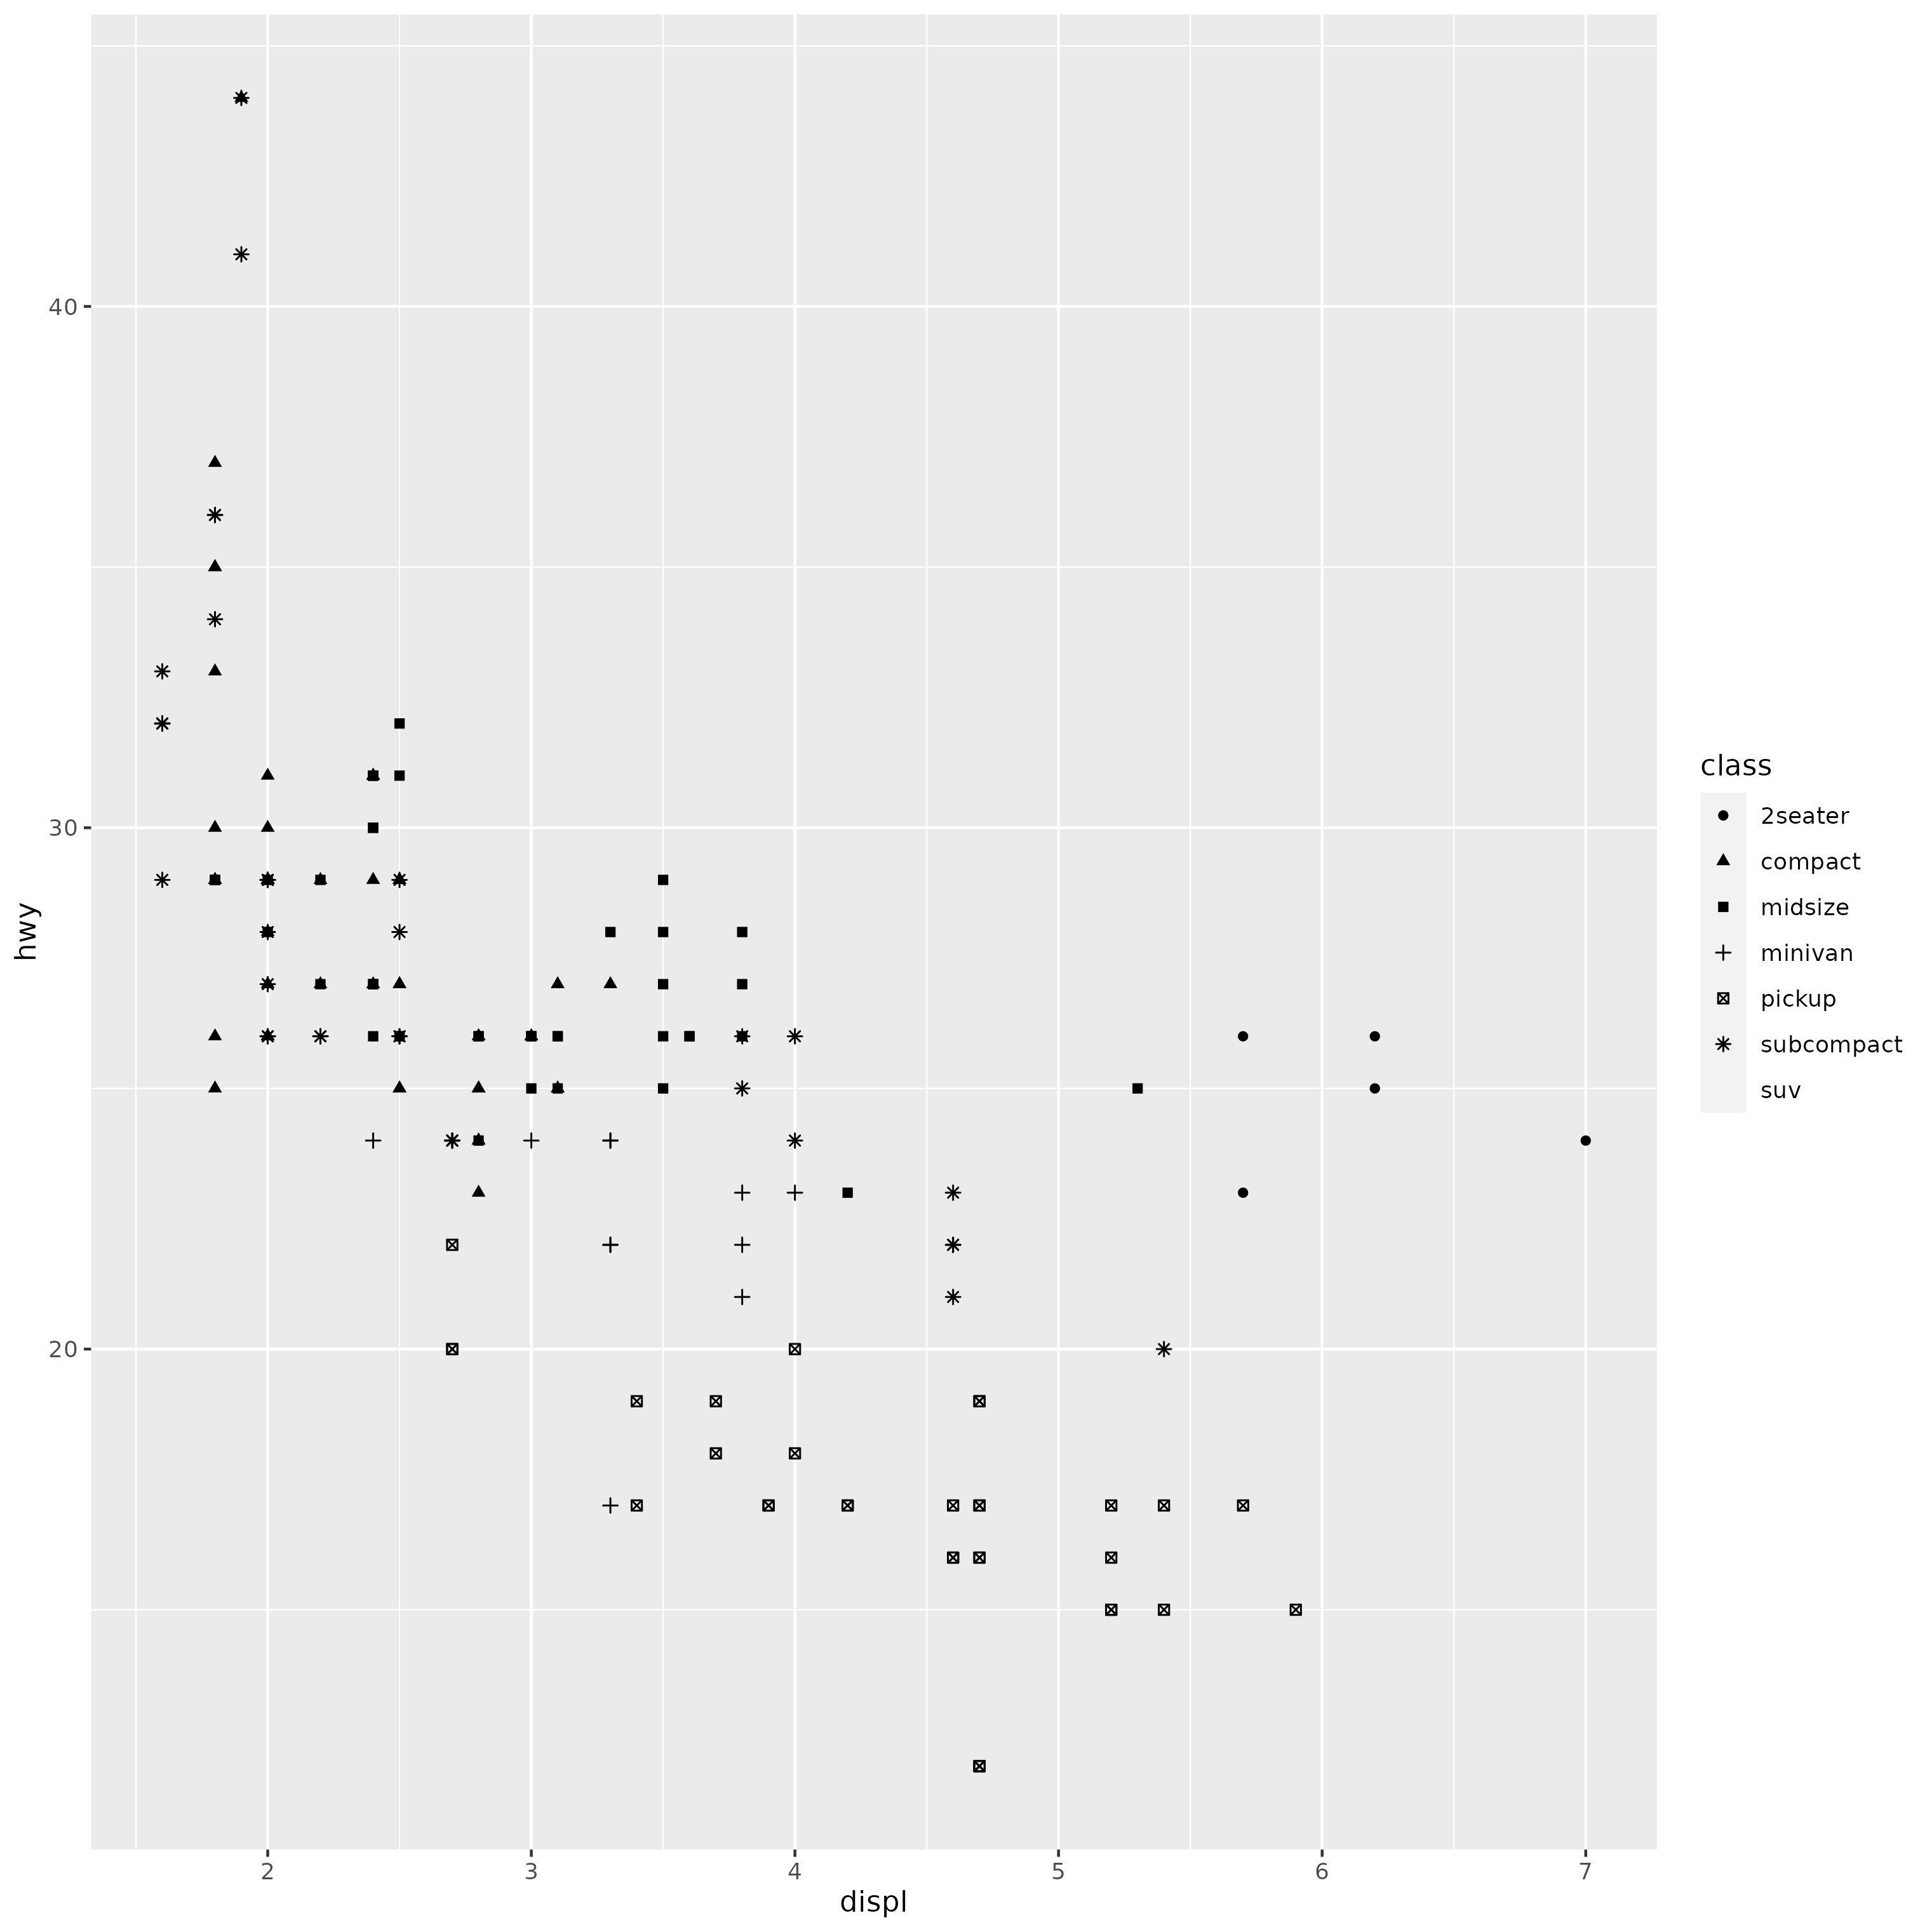 40
30
20
hwy
2 3 4 5 6 7
displ
class
2seater
compact
midsize
minivan
pickup
subcompact
suv